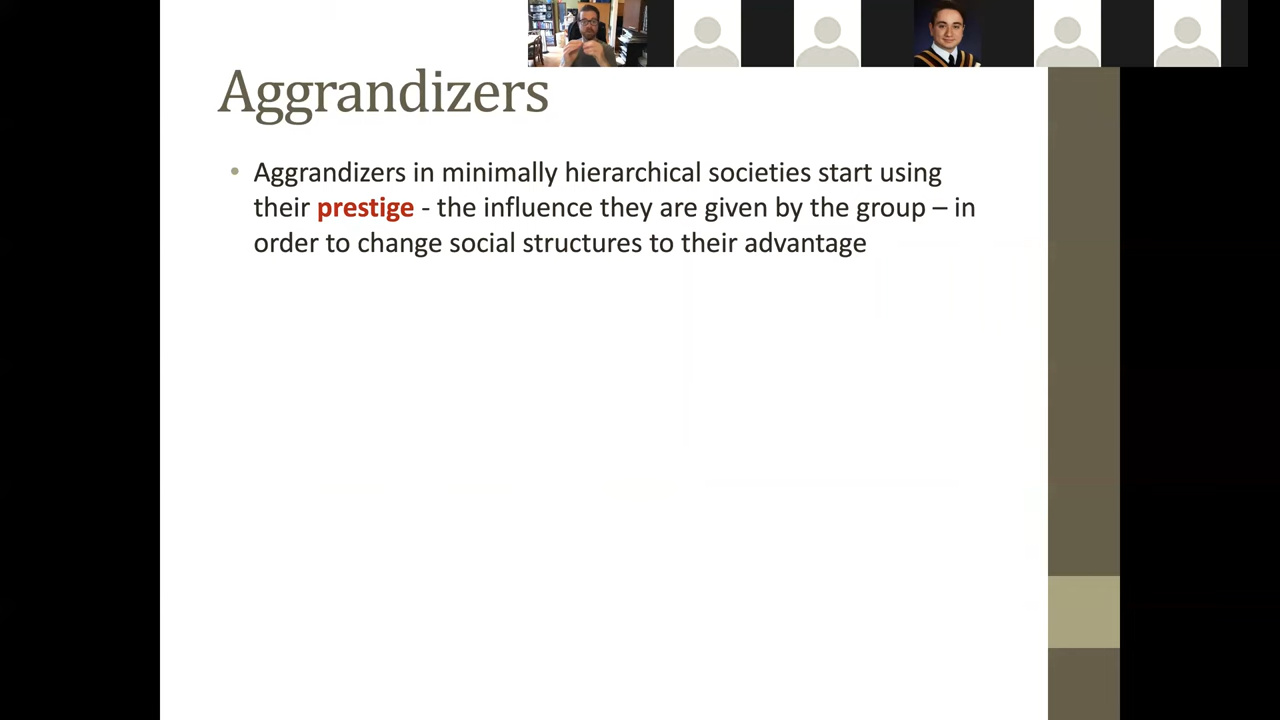 Aggrandizers
• Aggrandizers in minimally hierarchical societies start using
their prestige - the influence they are given by the group – in
order to change social structures to their advantage